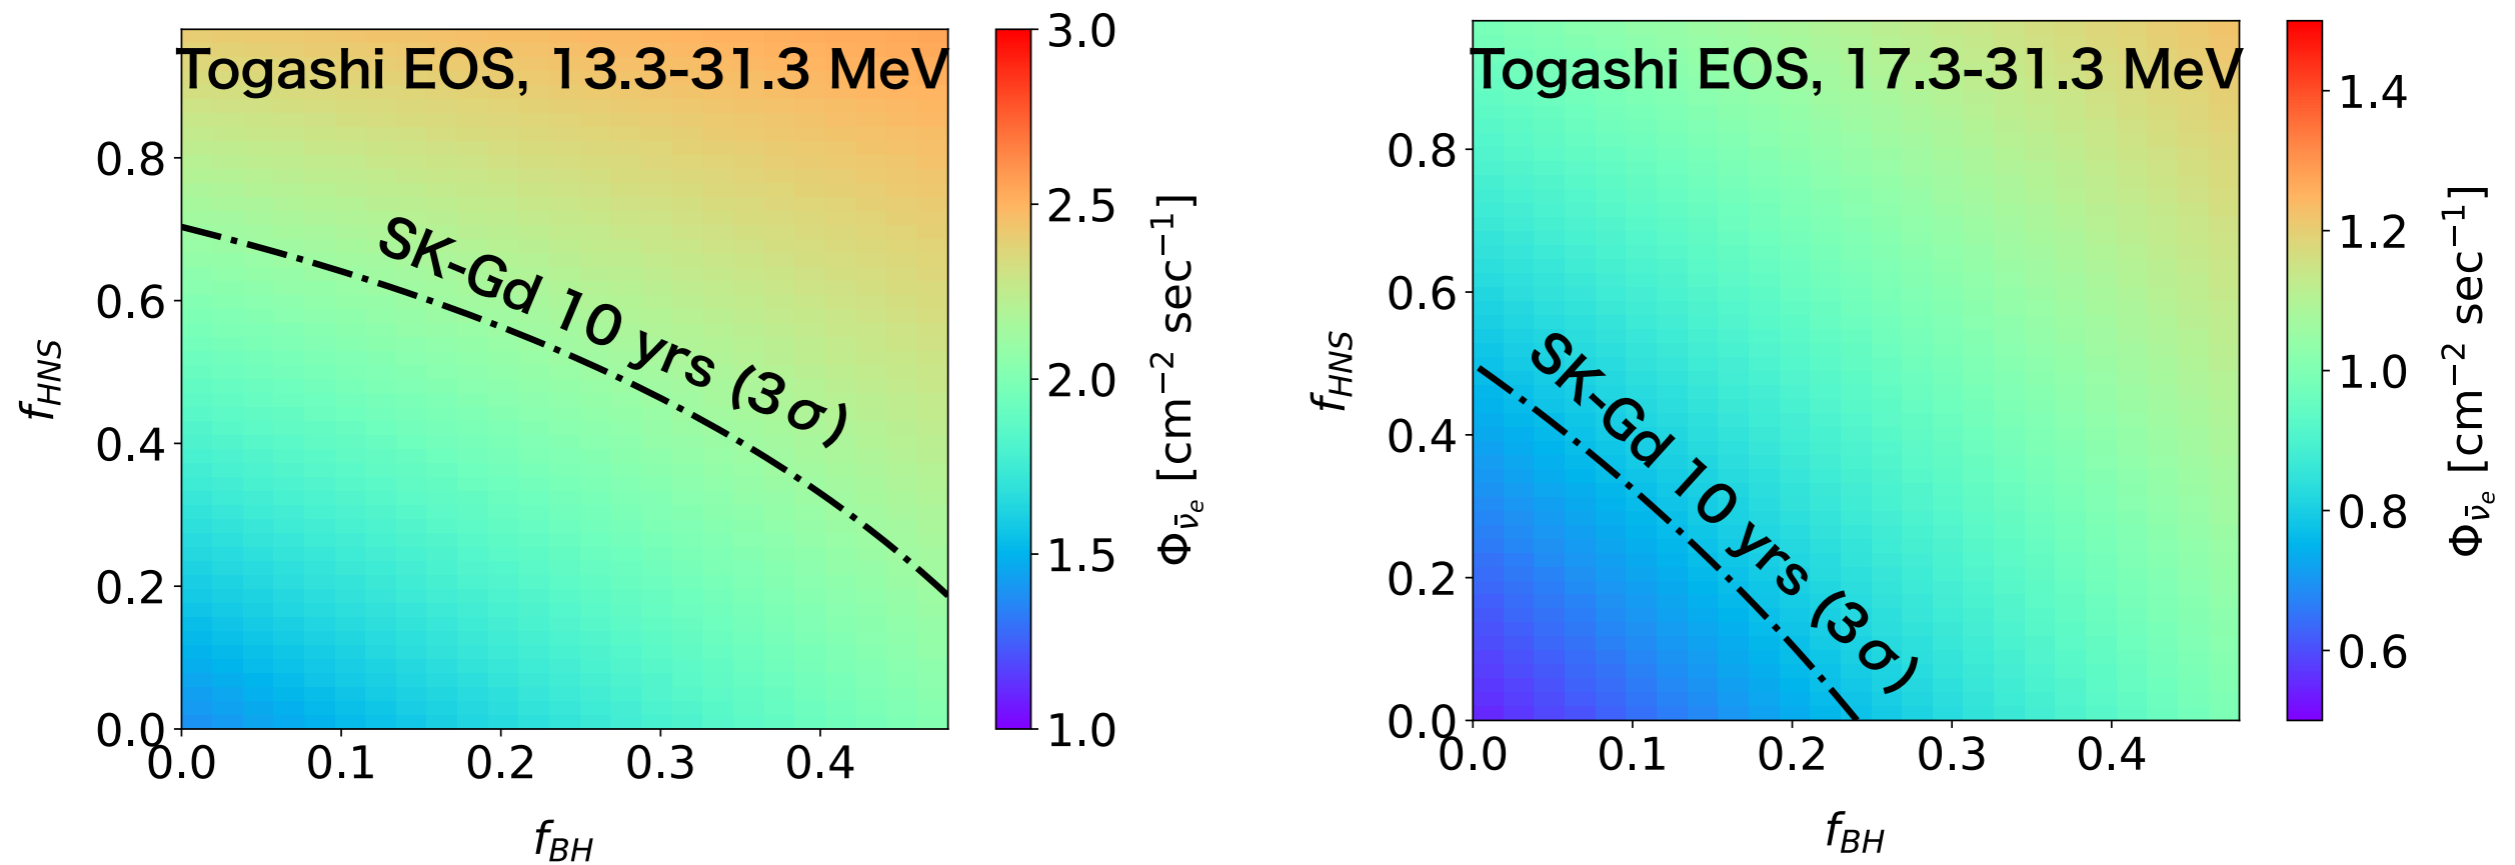 Togashi EOS, 13.3-31.3 MeV
SK-Gd 10 yrs (3σ)
0.8
0.6
0.4
0.2
0.0
0.0 0.1 0.2 0.3 0.4
f_HNS
f_BH
3.0
2.5
2.0
1.5
1.0
Φ_ν̄_e [cm⁻² sec⁻¹]
Togashi EOS, 17.3-31.3 MeV
SK-Gd 10 yrs (3σ)
0.8
0.6
0.4
0.2
0.0
0.0 0.1 0.2 0.3 0.4
f_HNS
f_BH
1.4
1.2
1.0
0.8
0.6
Φ_ν̄_e [cm⁻² sec⁻¹]